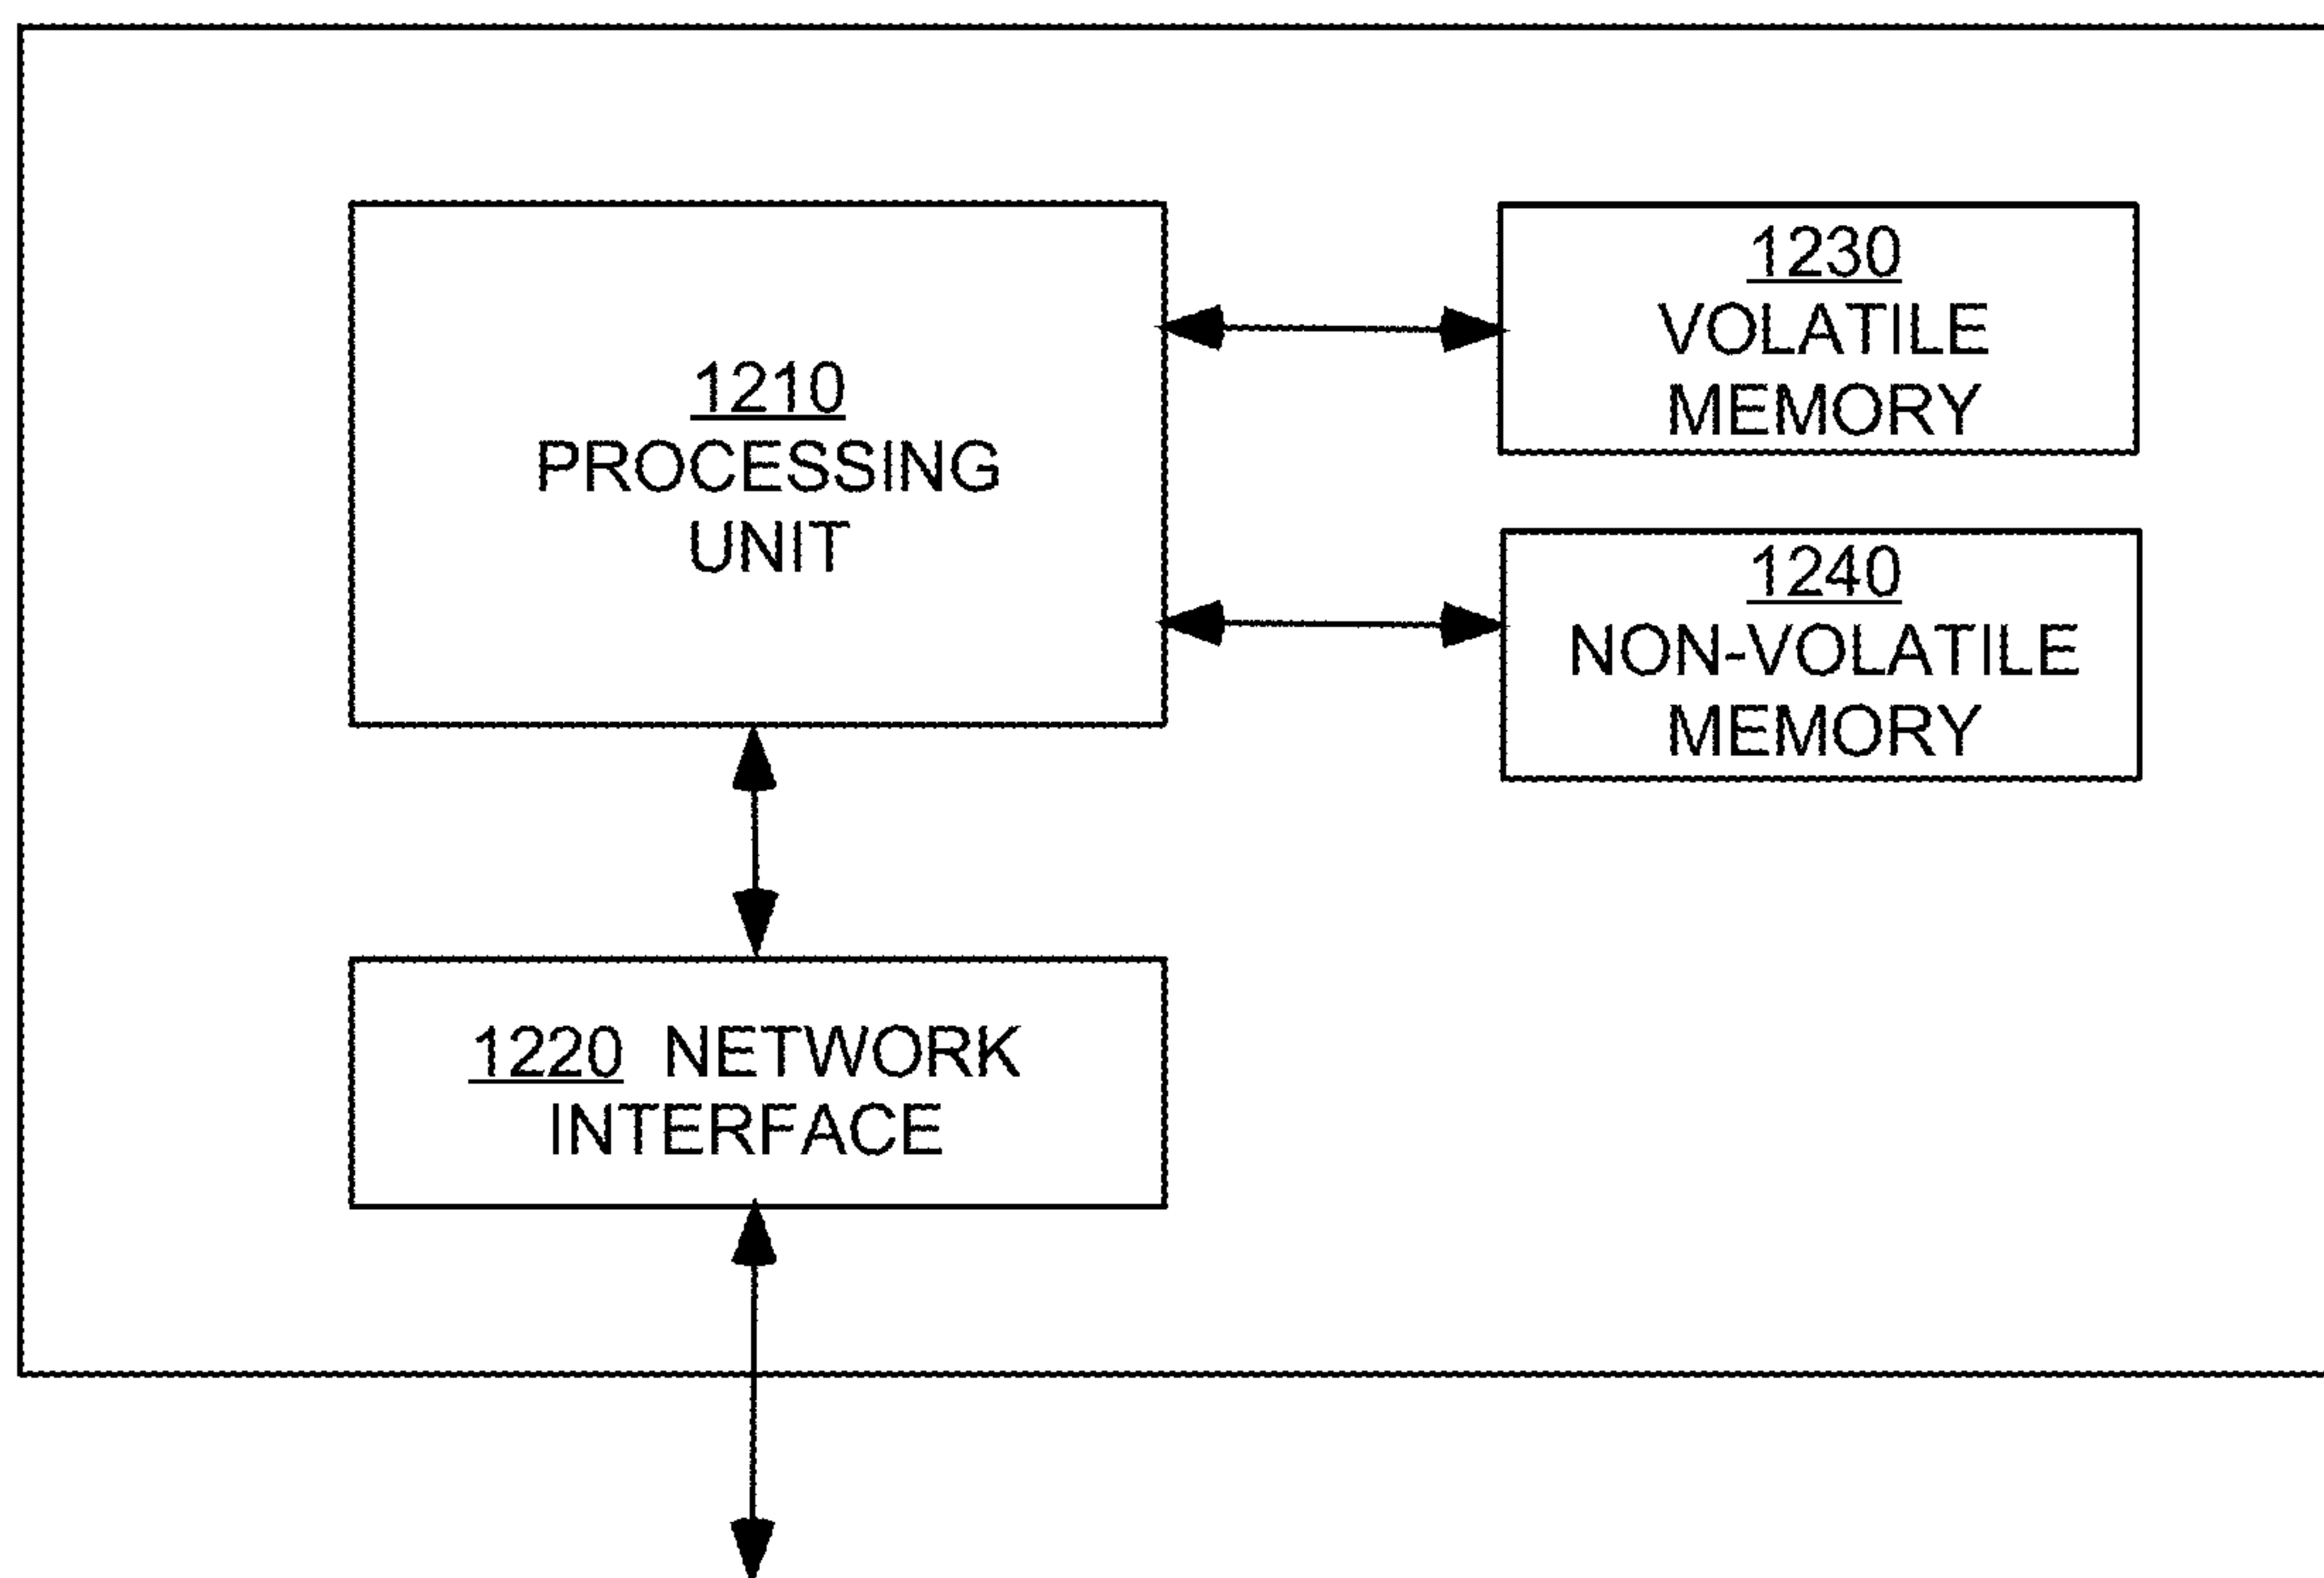 1210
PROCESSING
UNIT
1230
VOLATILE
MEMORY
1240
NON-VOLATILE
MEMORY
1220 NETWORK
INTERFACE